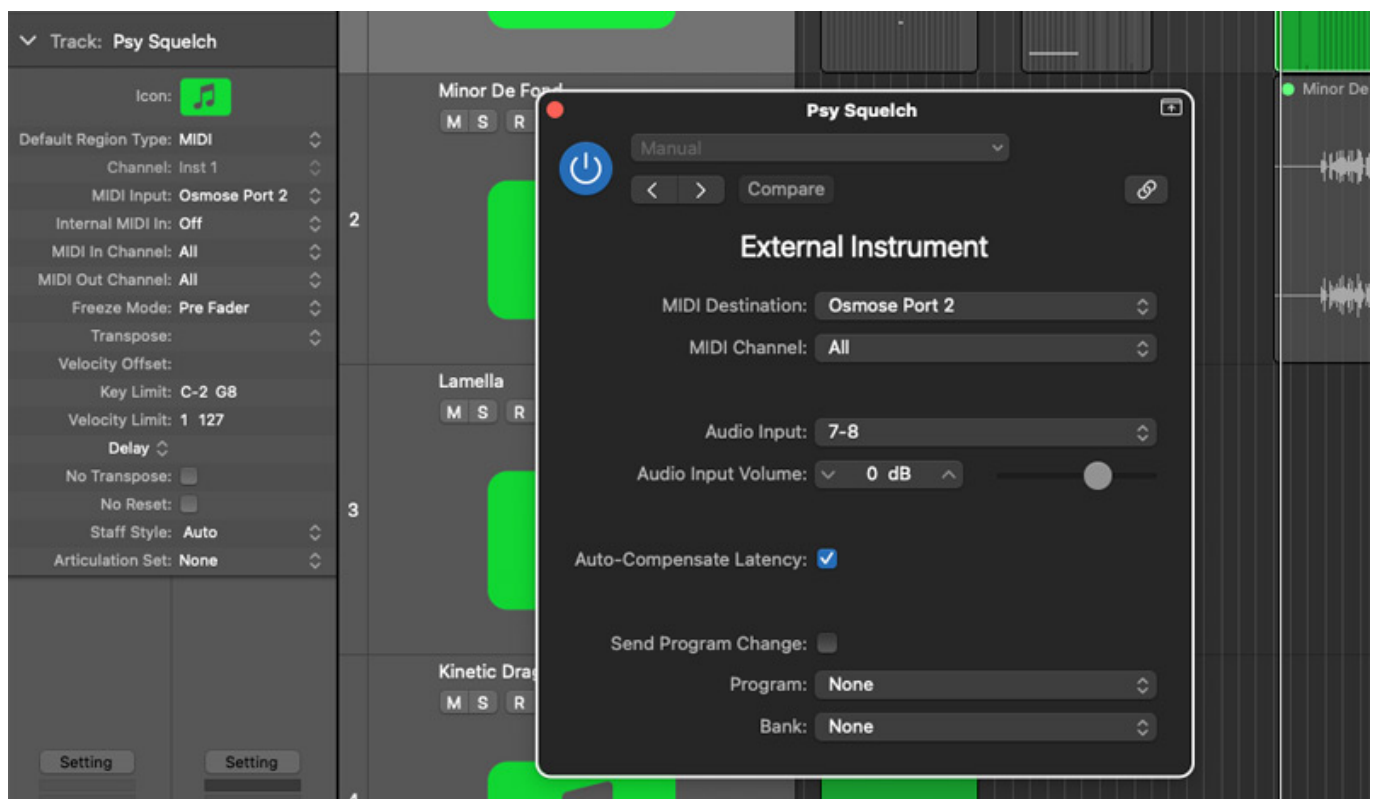 Track: Psy Squelch
Icon:
Default Region Type: MIDI
Channel: Inst 1
MIDI Input: Osmose Port 2
Internal MIDI In: Off
MIDI In Channel: All
MIDI Out Channel: All
Freeze Mode: Pre Fader
Transpose:
Velocity Offset:
Key Limit: C-2 G8
Velocity Limit: 1 127
Delay
No Transpose:
No Reset:
Staff Style: Auto
Articulation Set: None
Setting
Setting
Minor De Fond
M S R
2
Lamella
M S R
3
Kinetic Drag
M S R
4
Psy Squelch
Manual
Compare
External Instrument
MIDI Destination: Osmose Port 2
MIDI Channel: All
Audio Input: 7-8
Audio Input Volume: 0 dB
Auto-Compensate Latency:
Send Program Change:
Program: None
Bank: None
Minor De